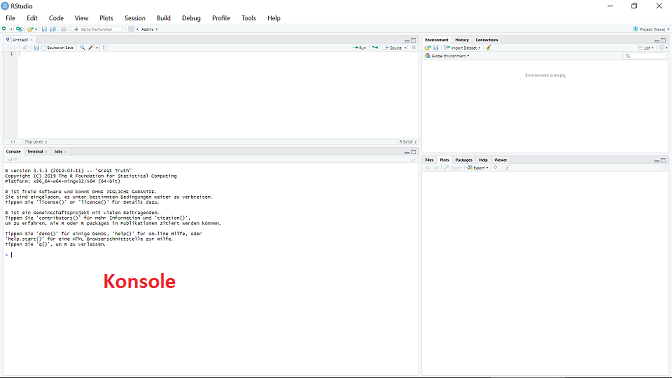 RStudio
File Edit Code View Plots Session Build Debug Profile Tools Help
Go to file/function
Addins
Project: (None)
Untitled1
Source on Save
Run
Source
1
1:1
(Top Level)
R Script
Console Terminal Jobs
R version 3.5.3 (2019-03-11) -- "Great Truth"
Copyright (C) 2019 The R Foundation for Statistical Computing
Platform: x86_64-w64-mingw32/x64 (64-bit)
R ist freie Software und kommt OHNE JEGLICHE GARANTIE.
Sie sind eingeladen, es unter bestimmten Bedingungen weiter zu verbreiten.
Tippen Sie 'license()' or 'licence()' für Details dazu.
R ist ein Gemeinschaftsprojekt mit vielen Beitragenden.
Tippen Sie 'contributors()' für mehr Information und 'citation()',
um zu erfahren, wie R oder R packages in Publikationen zitiert werden können.
Tippen Sie 'demo()' für einige Demos, 'help()' für on-line Hilfe, oder
'help.start()' für eine HTML Browserschnittstelle zur Hilfe.
Tippen Sie 'q()', um R zu verlassen.
>
Konsole
Environment History Connections
Import Dataset
List
Global Environment
Environment is empty
Files Plots Packages Help Viewer
Zoom
Export